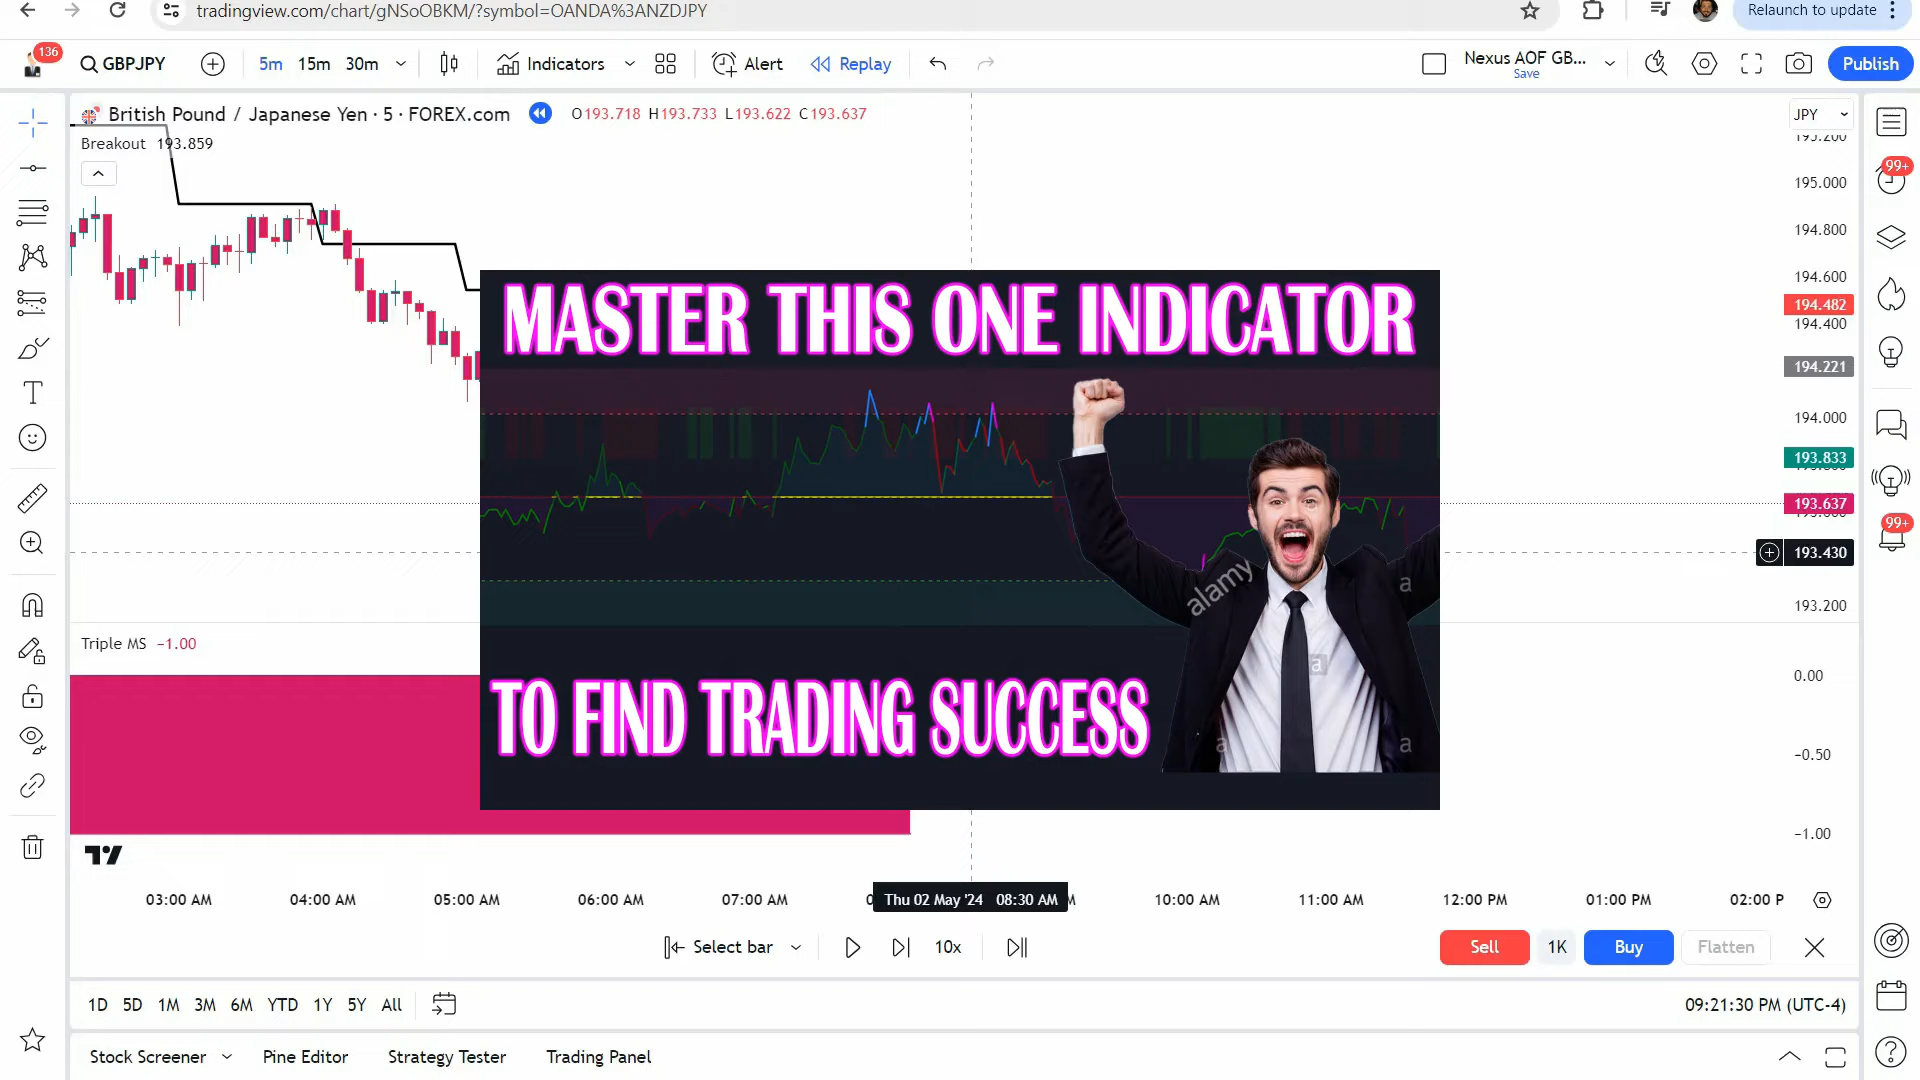 tradingview.com/chart/gNSoOBKM/?symbol=OANDA%3ANZDJPY
Relaunch to update
136
GBPJPY
5m 15m 30m
Indicators
Alert
Replay
Nexus AOF GB...
Save
Publish
British Pound / Japanese Yen · 5 · FOREX.com
O193.718 H193.733 L193.622 C193.637
JPY
Breakout 193.859
195.000
194.800
194.600
194.482
194.400
194.221
194.000
193.833
193.637
193.430
193.200
99+
99+
MASTER THIS ONE INDICATOR
alamy
a
a
a
a
TO FIND TRADING SUCCESS
Triple MS −1.00
0.00
−0.50
−1.00
03:00 AM 04:00 AM 05:00 AM 06:00 AM 07:00 AM Thu 02 May '24 08:30 AM 10:00 AM 11:00 AM 12:00 PM 01:00 PM 02:00 P
Select bar
10x
Sell 1K Buy Flatten
1D 5D 1M 3M 6M YTD 1Y 5Y All
09:21:30 PM (UTC-4)
Stock Screener Pine Editor Strategy Tester Trading Panel